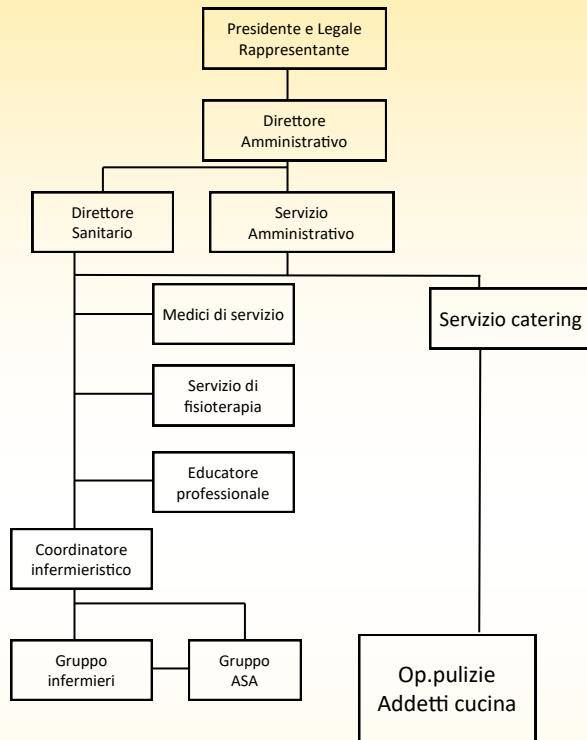 Presidente e Legale
Rappresentante
Direttore
Amministrativo
Direttore
Sanitario
Servizio
Amministrativo
Medici di servizio
Servizio catering
Servizio di
fisioterapia
Educatore
professionale
Coordinatore
infermieristico
Gruppo
infermieri
Gruppo
ASA
Op.pulizie
Addetti cucina